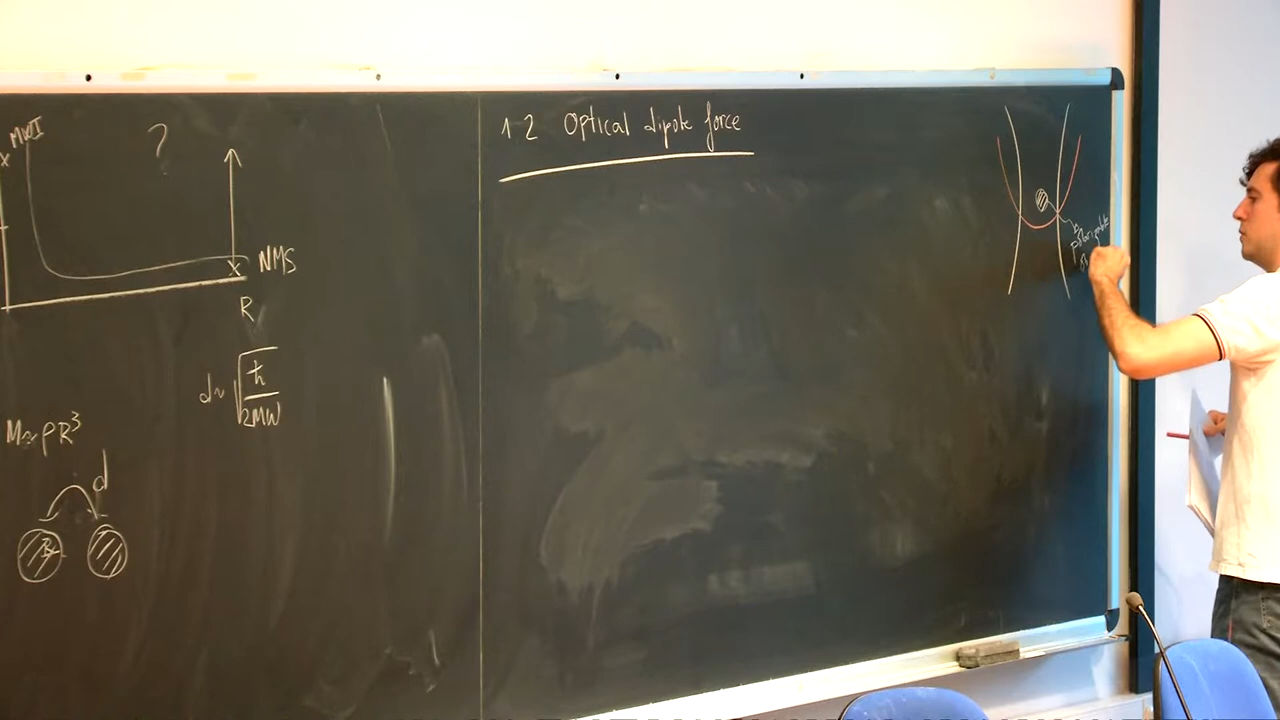 MWI
?
x
x NMS
R
d ~ √(ħ/2MW)
M ~ ρR³
d
1.2 Optical dipole force
polarizable